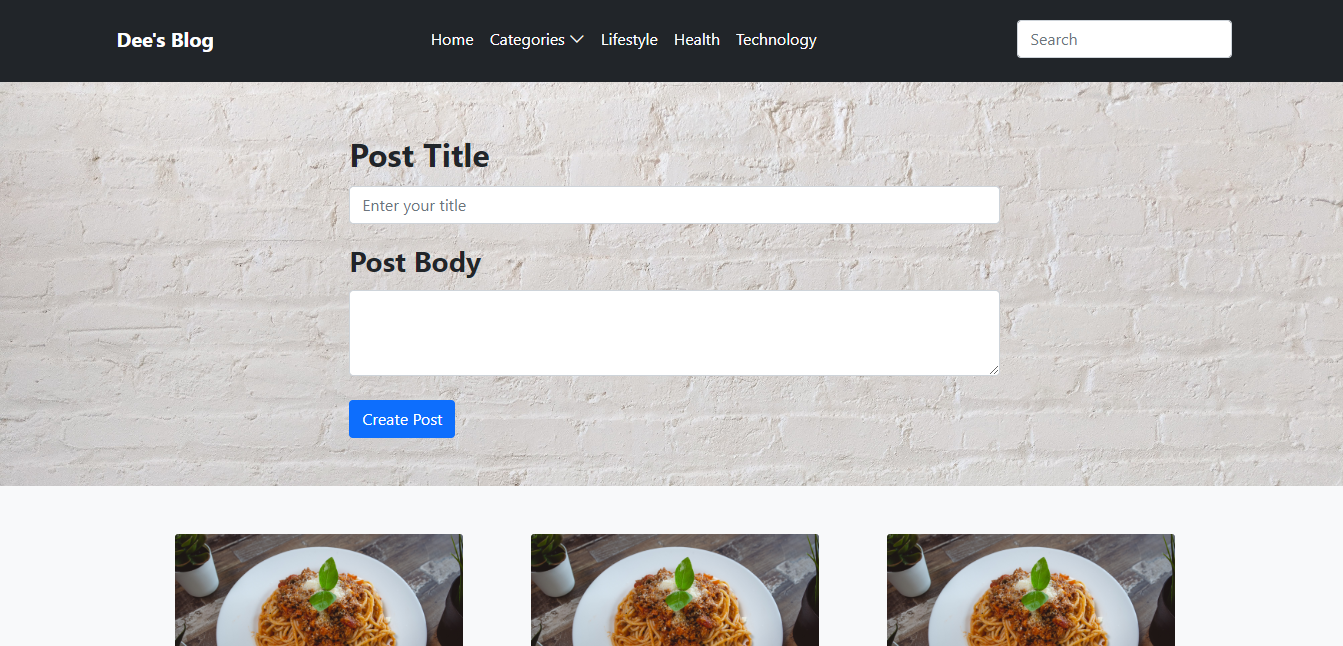 Dee's Blog
Home Categories Lifestyle Health Technology
Search
Post Title
Enter your title
Post Body
Create Post